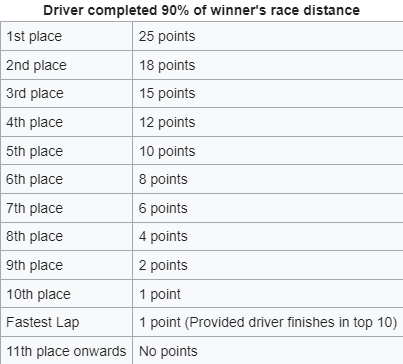 Driver completed 90% of winner's race distance
1st place 25 points
2nd place 18 points
3rd place 15 points
4th place 12 points
5th place 10 points
6th place 8 points
7th place 6 points
8th place 4 points
9th place 2 points
10th place 1 point
Fastest Lap 1 point (Provided driver finishes in top 10)
11th place onwards No points